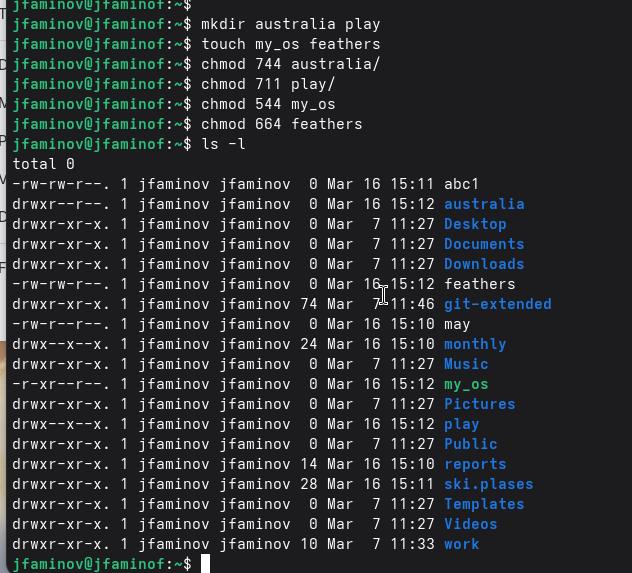 jfaminov@jfaminof:~$
jfaminov@jfaminof:~$ mkdir australia play
jfaminov@jfaminof:~$ touch my_os feathers
jfaminov@jfaminof:~$ chmod 744 australia/
jfaminov@jfaminof:~$ chmod 711 play/
jfaminov@jfaminof:~$ chmod 544 my_os
jfaminov@jfaminof:~$ chmod 664 feathers
jfaminov@jfaminof:~$ ls -l
total 0
-rw-rw-r--. 1 jfaminov jfaminov  0 Mar 16 15:11 abc1
drwxr--r--. 1 jfaminov jfaminov  0 Mar 16 15:12 australia
drwxr-xr-x. 1 jfaminov jfaminov  0 Mar  7 11:27 Desktop
drwxr-xr-x. 1 jfaminov jfaminov  0 Mar  7 11:27 Documents
drwxr-xr-x. 1 jfaminov jfaminov  0 Mar  7 11:27 Downloads
-rw-rw-r--. 1 jfaminov jfaminov  0 Mar 16 15:12 feathers
drwxr-xr-x. 1 jfaminov jfaminov 74 Mar  7 11:46 git-extended
-rw-r--r--. 1 jfaminov jfaminov  0 Mar 16 15:10 may
drwx--x--x. 1 jfaminov jfaminov 24 Mar 16 15:10 monthly
drwxr-xr-x. 1 jfaminov jfaminov  0 Mar  7 11:27 Music
-r-xr--r--. 1 jfaminov jfaminov  0 Mar 16 15:12 my_os
drwxr-xr-x. 1 jfaminov jfaminov  0 Mar  7 11:27 Pictures
drwx--x--x. 1 jfaminov jfaminov  0 Mar 16 15:12 play
drwxr-xr-x. 1 jfaminov jfaminov  0 Mar  7 11:27 Public
drwxr-xr-x. 1 jfaminov jfaminov 14 Mar 16 15:10 reports
drwxr-xr-x. 1 jfaminov jfaminov 28 Mar 16 15:11 ski.plases
drwxr-xr-x. 1 jfaminov jfaminov  0 Mar  7 11:27 Templates
drwxr-xr-x. 1 jfaminov jfaminov  0 Mar  7 11:27 Videos
drwxr-xr-x. 1 jfaminov jfaminov 10 Mar  7 11:33 work
jfaminov@jfaminof:~$